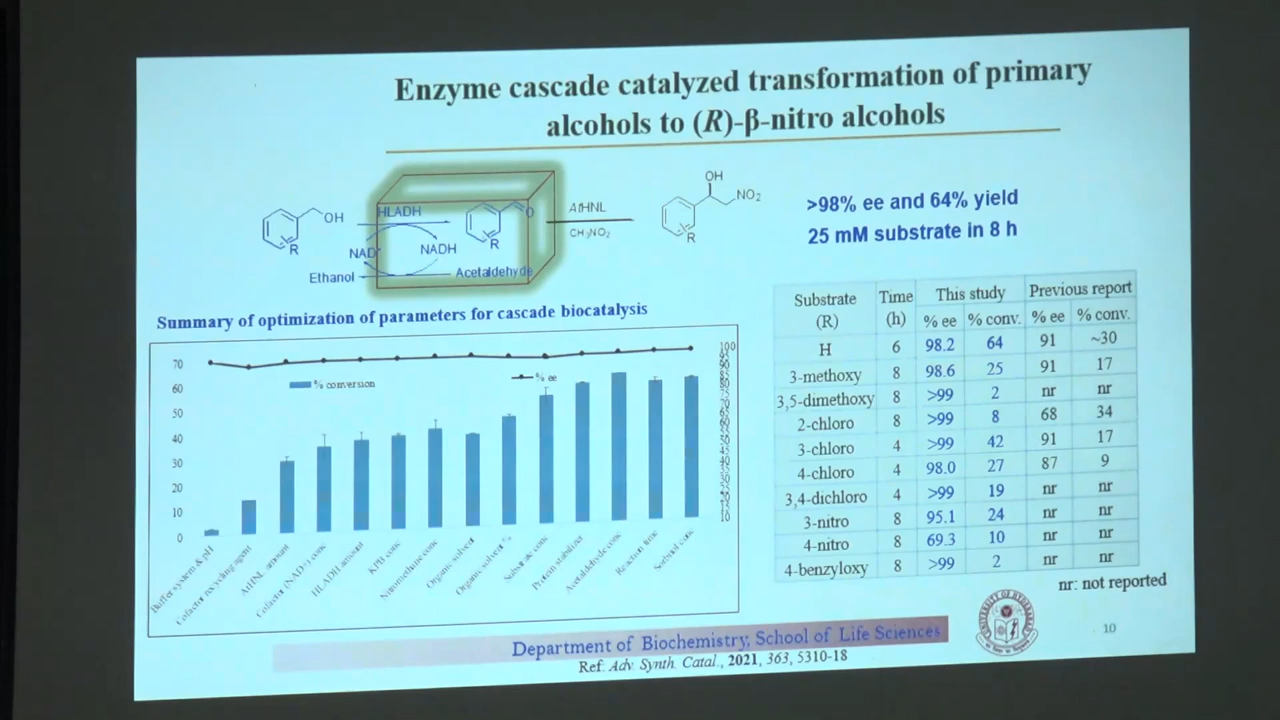 Enzyme cascade catalyzed transformation of primary
alcohols to (R)-β-nitro alcohols
OH
R
HLADH
NAD⁺
NADH
Ethanol
Acetaldehyde
O
R
AtHNL
CH₃NO₂
OH
NO₂
R
>98% ee and 64% yield
25 mM substrate in 8 h
Summary of optimization of parameters for cascade biocatalysis
% conversion
% ee
70
60
50
40
30
20
10
0
100
Buffer system & pH
Cofactor recycling agent
AtHNL amount
Cofactor (NAD⁺) conc
HLADH amount
KPB conc
Nitromethane conc
Organic solvent
Organic solvent %
Substrate conc
Protein stabilizer
Acetaldehyde conc
Reaction time
Sorbitol conc
Substrate (R) Time (h) This study Previous report
% ee % conv. % ee % conv.
H 6 98.2 64 91 ~30
3-methoxy 8 98.6 25 91 17
3,5-dimethoxy 8 >99 2 nr nr
2-chloro 8 >99 8 68 34
3-chloro 4 >99 42 91 17
4-chloro 4 98.0 27 87 9
3,4-dichloro 4 >99 19 nr nr
3-nitro 8 95.1 24 nr nr
4-nitro 8 69.3 10 nr nr
4-benzyloxy 8 >99 2 nr nr
nr: not reported
Department of Biochemistry, School of Life Sciences
Ref: Adv. Synth. Catal., 2021, 363, 5310-18
10